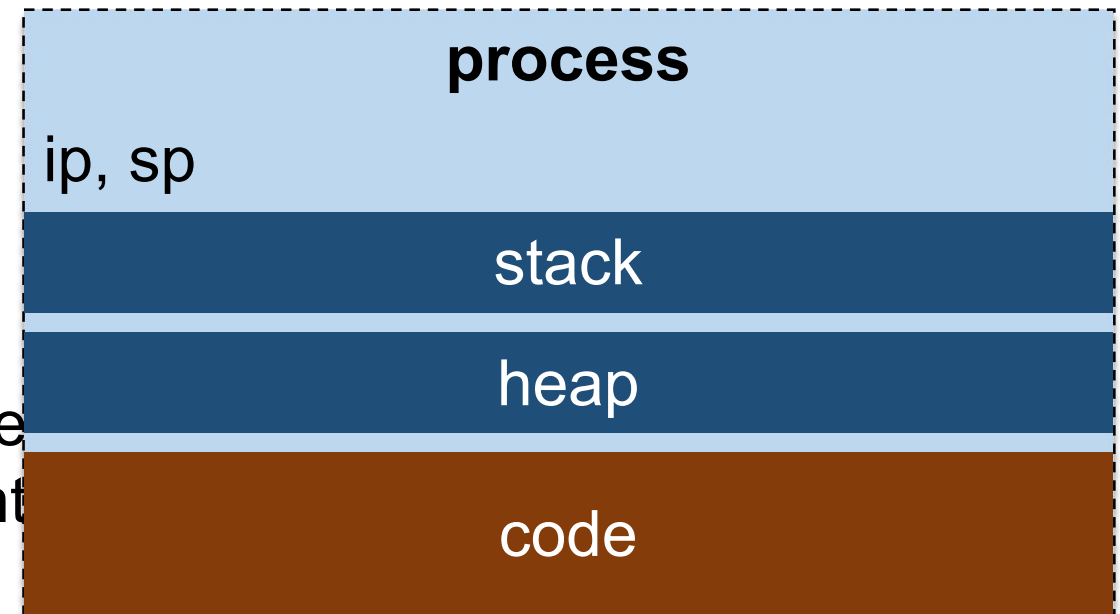 process
ip, sp
stack
heap
code